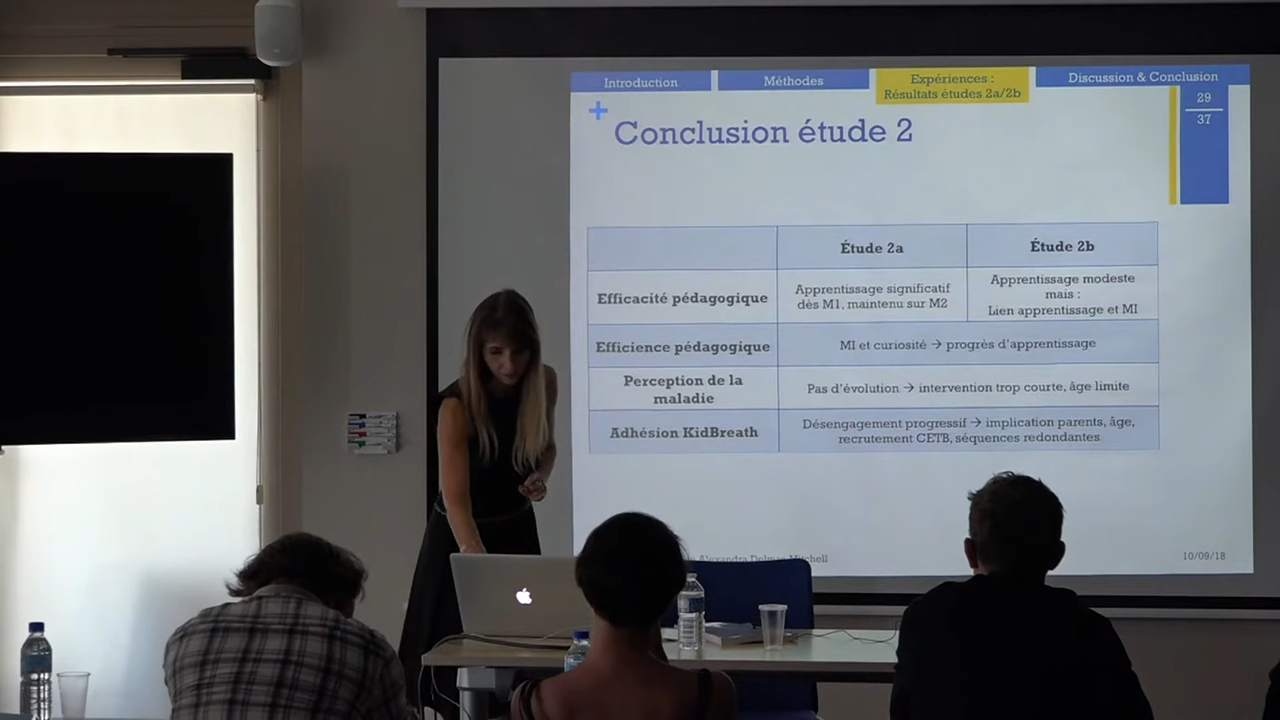 Introduction
Méthodes
Expériences :
Résultats études 2a/2b
Discussion & Conclusion
29
37
+
Conclusion étude 2
Étude 2a
Étude 2b
Efficacité pédagogique
Apprentissage significatif
dès M1, maintenu sur M2
Apprentissage modeste
mais :
Lien apprentissage et MI
Efficience pédagogique
MI et curiosité → progrès d'apprentissage
Perception de la
maladie
Pas d'évolution → intervention trop courte, âge limite
Adhésion KidBreath
Désengagement progressif → implication parents, âge,
recrutement CETB, séquences redondantes
Alexandra Delmas Mitchell
10/09/18